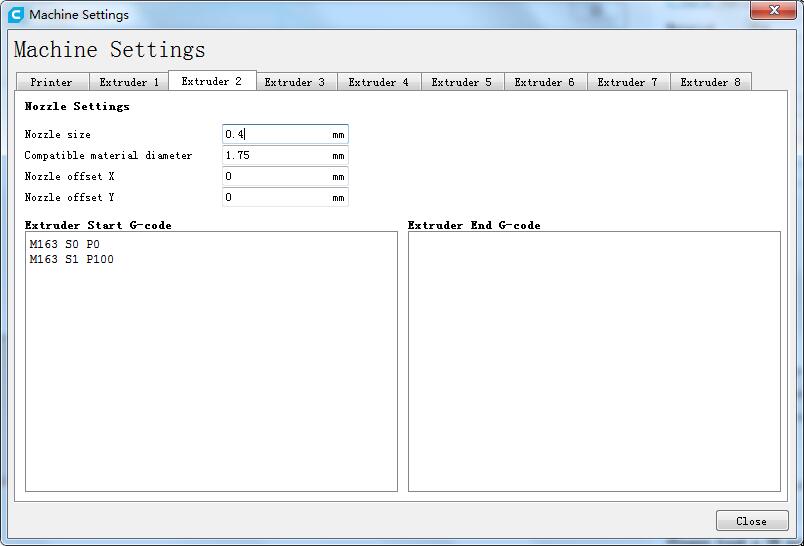 Machine Settings
Machine Settings
Printer Extruder 1 Extruder 2 Extruder 3 Extruder 4 Extruder 5 Extruder 6 Extruder 7 Extruder 8
Nozzle Settings
Nozzle size 0.4 mm
Compatible material diameter 1.75 mm
Nozzle offset X 0 mm
Nozzle offset Y 0 mm
Extruder Start G-code Extruder End G-code
M163 S0 P0
M163 S1 P100
Close